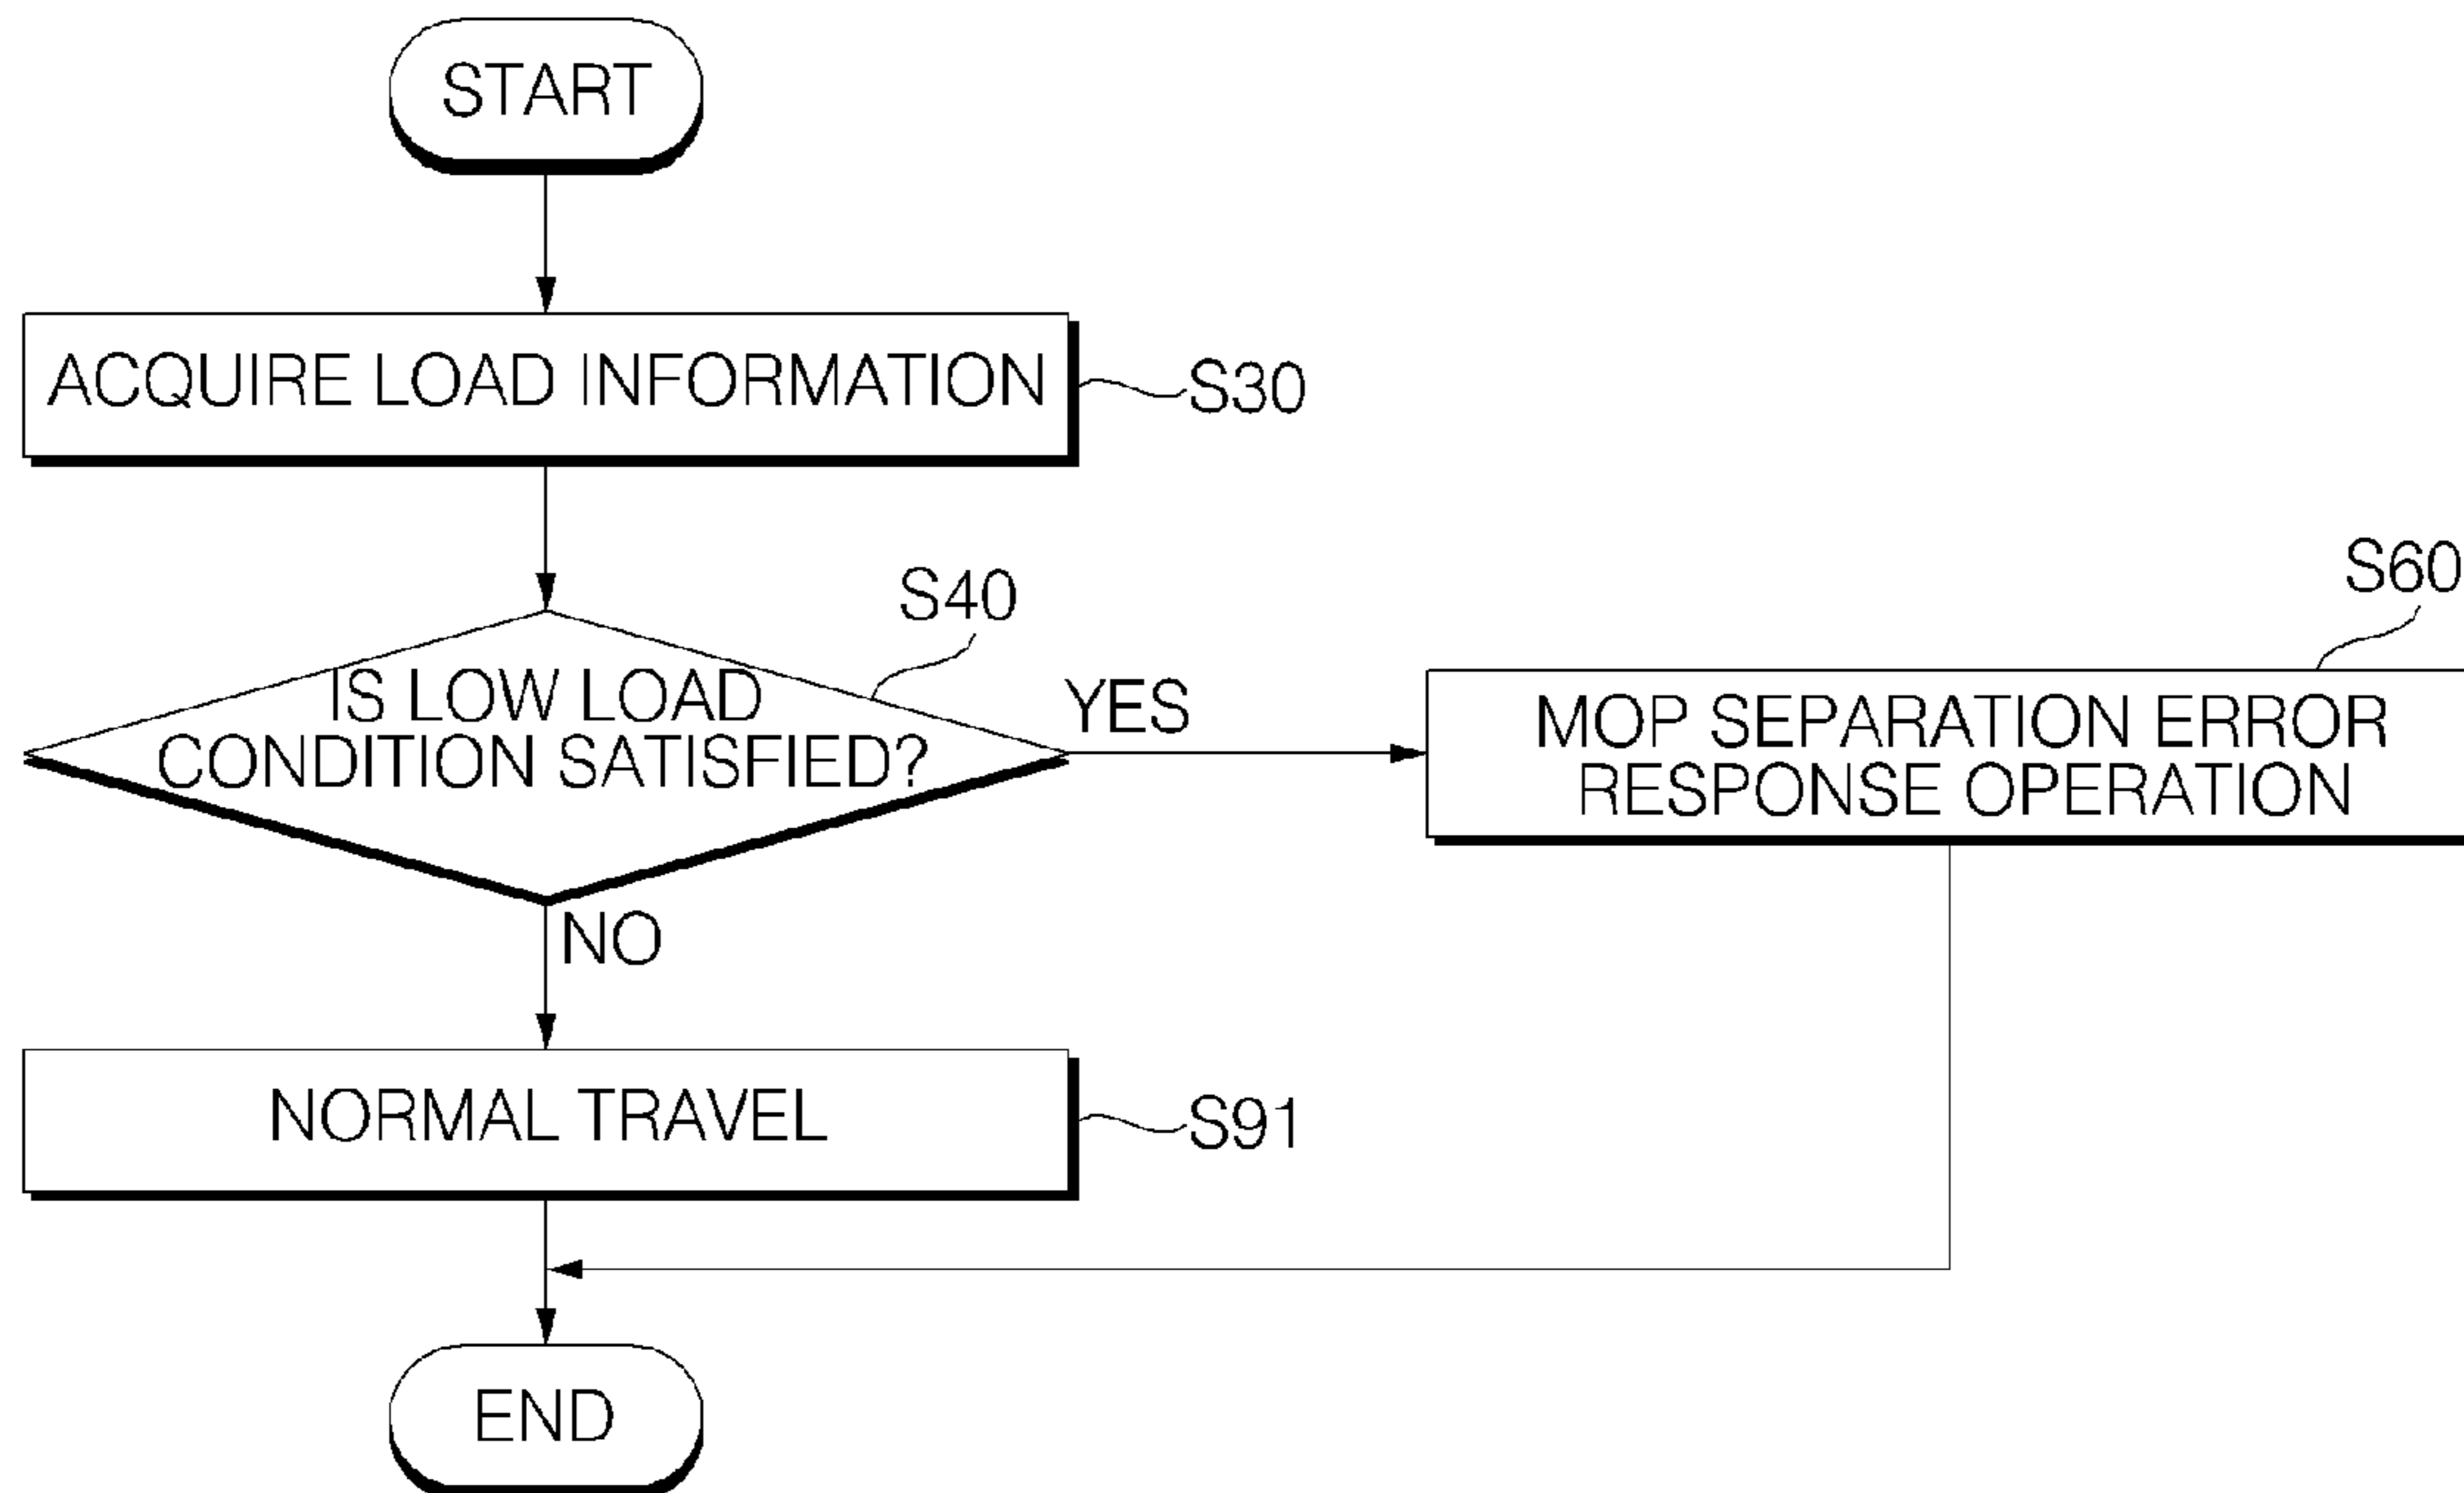 START
ACQUIRE LOAD INFORMATION
S30
S40
IS LOW LOAD
CONDITION SATISFIED?
YES
S60
MOP SEPARATION ERROR
RESPONSE OPERATION
NO
NORMAL TRAVEL
S91
END